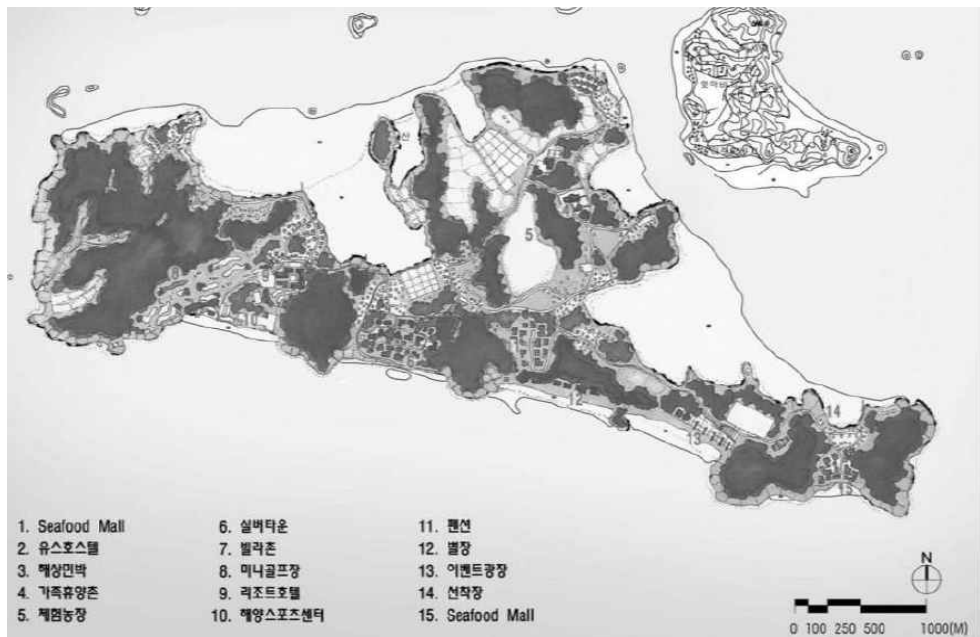 5
12
13
14
1. Seafood Mall
2. 유스호스텔
3. 해상민박
4. 가족휴양촌
5. 체험농장
6. 실버타운
7. 빌라촌
8. 미니골프장
9. 리조트호텔
10. 해양스포츠센터
11. 펜션
12. 별장
13. 이벤트광장
14. 선착장
15. Seafood Mall
N
0 100 250 500 1000(M)